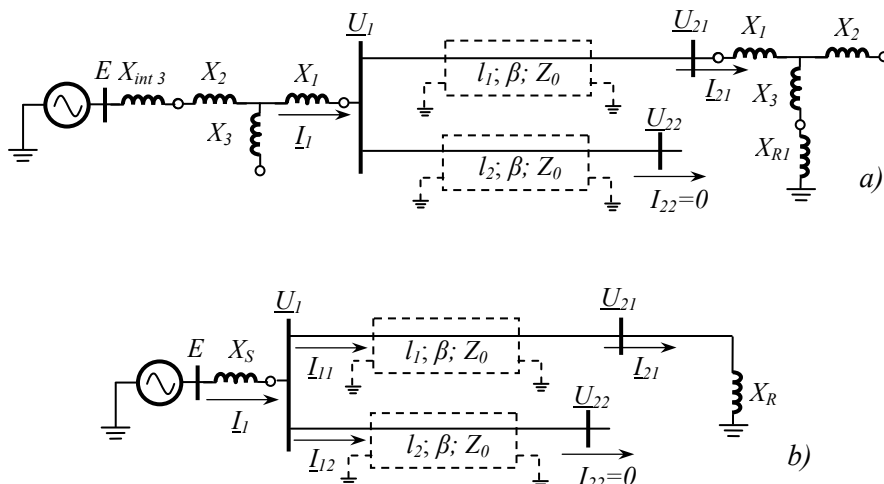 U1 U21 X1 X2
E Xint 3 X2 X1 l1; β; Z0
I21 X3
X3 I1 U22
XR1
l2; β; Z0
I22=0 a)
U1 U21
E XS I11 l1; β; Z0 I21
XR
I1 U22
I12 l2; β; Z0
I22=0 b)